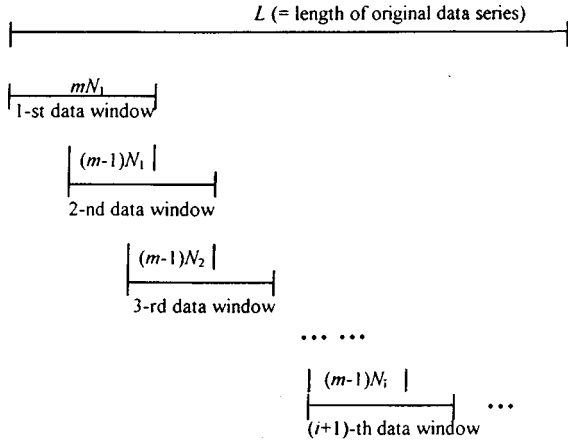 L (= length of original data series)
mN₁
1-st data window
(m-1)N₁
2-nd data window
(m-1)N₂
3-rd data window
... ...
(m-1)Nᵢ
(i+1)-th data window
...